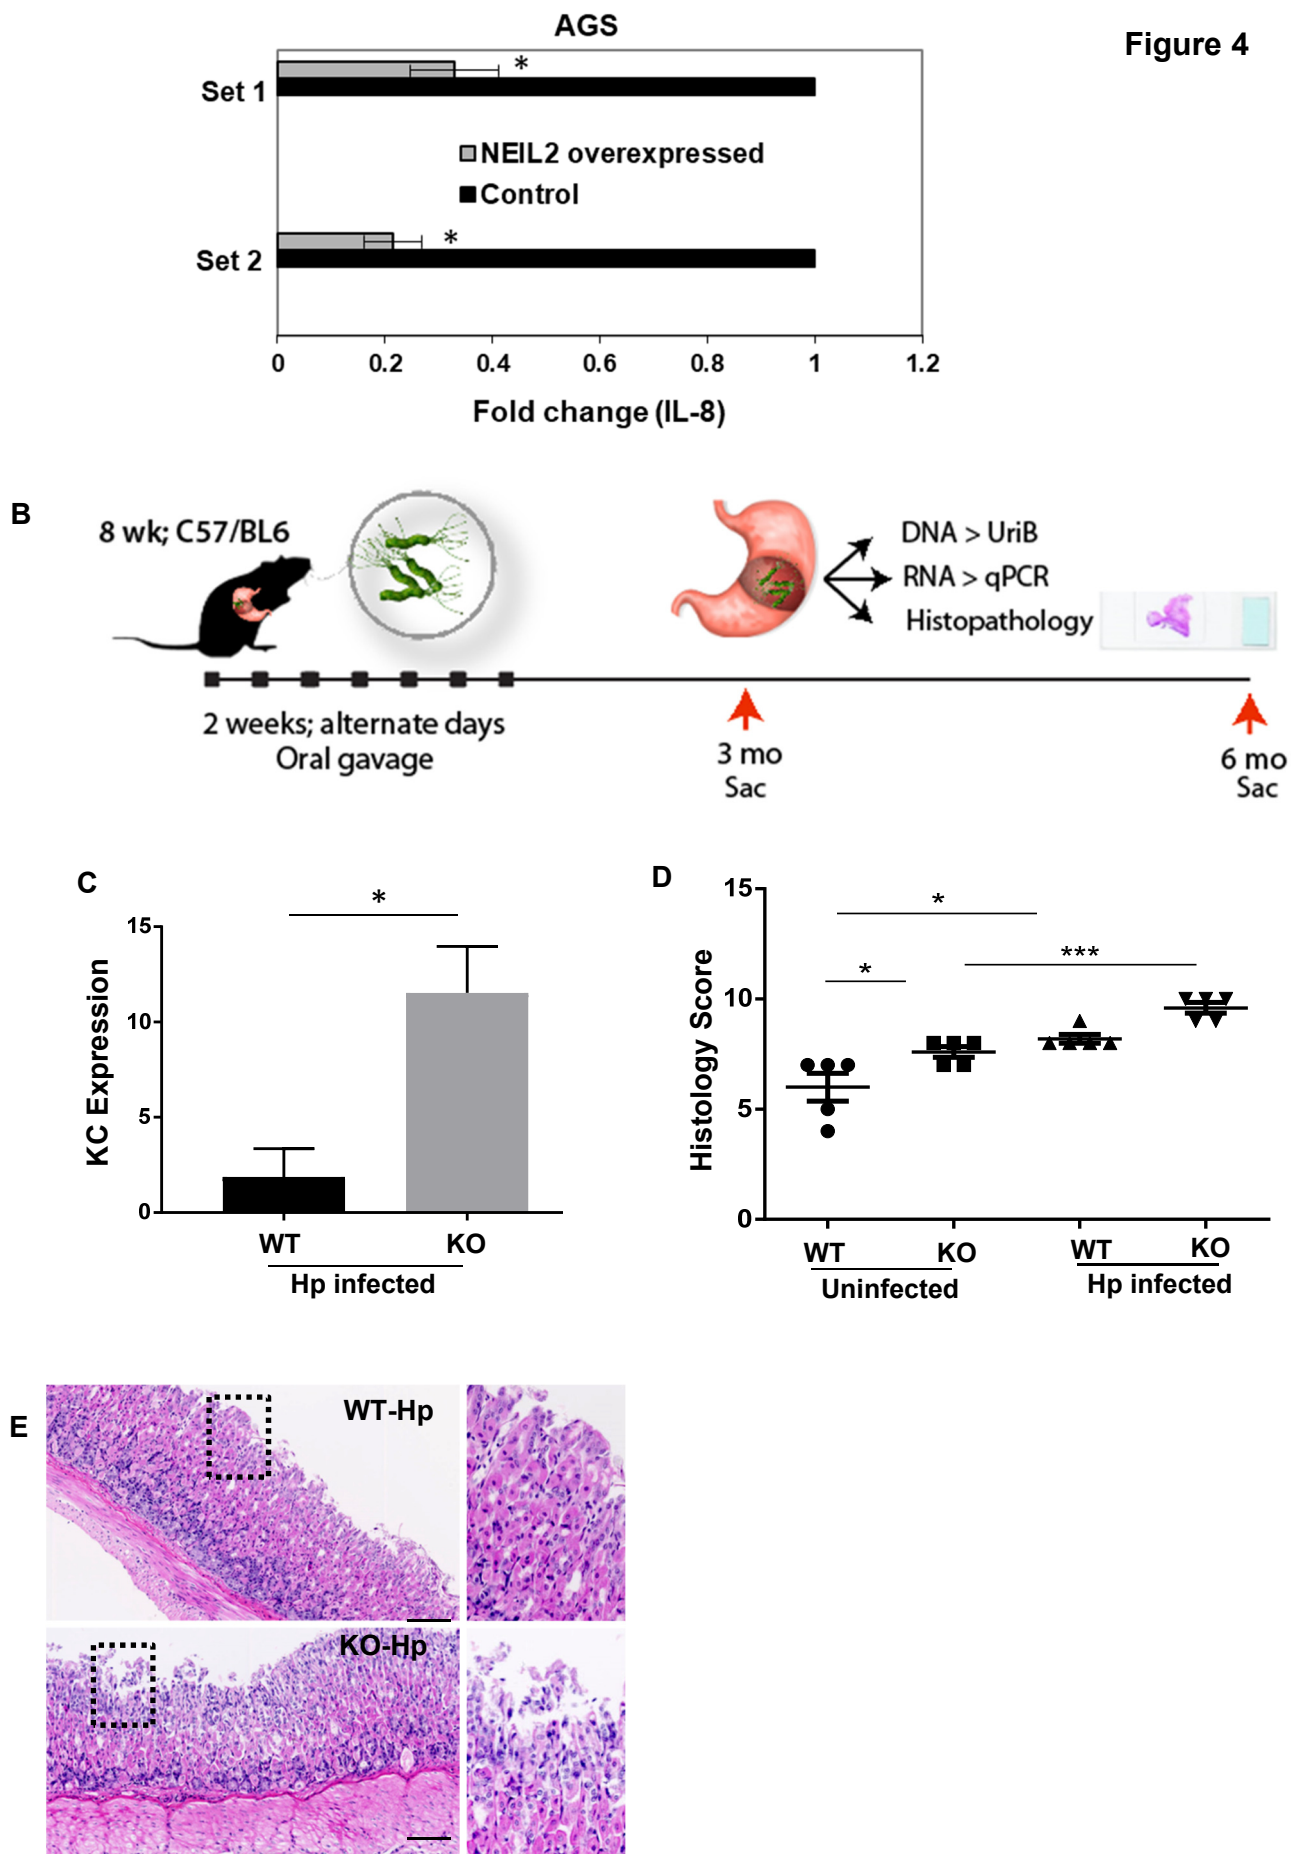 AGS
Figure 4
Set 1
*
NEIL2 overexpressed
Control
Set 2
*
0 0.2 0.4 0.6 0.8 1 1.2
Fold change (IL-8)
B
8 wk; C57/BL6
DNA > UriB
RNA > qPCR
Histopathology
2 weeks; alternate days
Oral gavage
3 mo
Sac
6 mo
Sac
C
*
15
10
5
0
KC Expression
WT KO
Hp infected
D
15
10
5
0
Histology Score
*
*
***
WT KO WT KO
Uninfected Hp infected
E
WT-Hp
KO-Hp